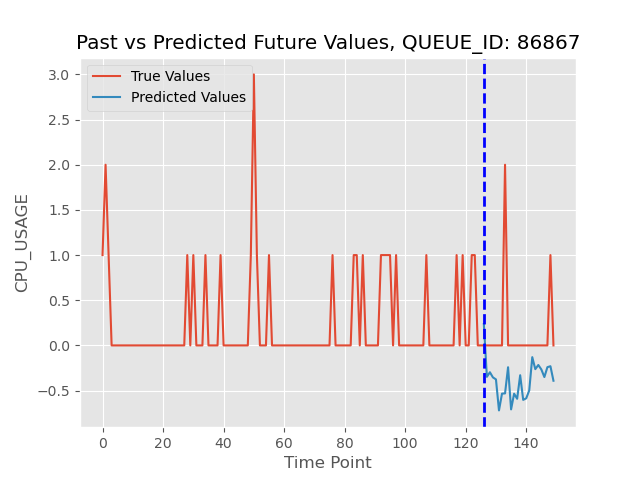 Past vs Predicted Future Values, QUEUE_ID: 86867
True Values
Predicted Values
3.0
2.5
2.0
1.5
1.0
0.5
0.0
−0.5
CPU_USAGE
0 20 40 60 80 100 120 140
Time Point